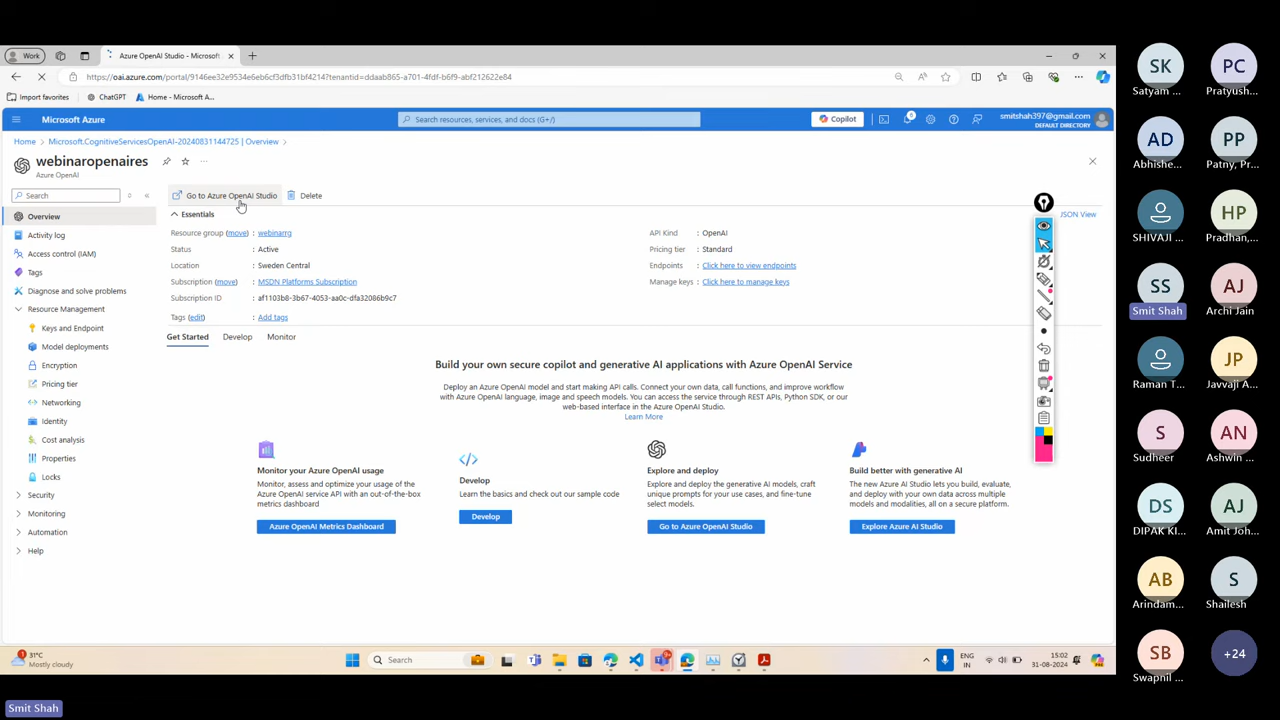 Work
Azure OpenAI Studio - Microsoft
https://oai.azure.com/portal/9146ee32e9534e6eb6cf3dfb31bf4214?tenantid=ddaab865-a701-4fdf-b6f9-abf212622e84
Import favorites
ChatGPT
Home - Microsoft A...
Microsoft Azure
Search resources, services, and docs (G+/)
Copilot
6
smitshah397@gmail.com
DEFAULT DIRECTORY
Home > Microsoft.CognitiveServicesOpenAI-20240831144725 | Overview >
webinaropenaires
Azure OpenAI
Search
Go to Azure OpenAI Studio
Delete
Overview
Activity log
Access control (IAM)
Tags
Diagnose and solve problems
Resource Management
Keys and Endpoint
Model deployments
Encryption
Pricing tier
Networking
Identity
Cost analysis
Properties
Locks
Security
Monitoring
Automation
Help
Essentials
JSON View
Resource group (move) : webinarrg
Status : Active
Location : Sweden Central
Subscription (move) : MSDN Platforms Subscription
Subscription ID : af1103b8-3b67-4053-aa0c-dfa32086b9c7
Tags (edit) : Add tags
API Kind : OpenAI
Pricing tier : Standard
Endpoints : Click here to view endpoints
Manage keys : Click here to manage keys
Get Started
Develop
Monitor
Build your own secure copilot and generative AI applications with Azure OpenAI Service
Deploy an Azure OpenAI model and start making API calls. Connect your own data, call functions, and improve workflow
with Azure OpenAI language, image and speech models. You can access the service through REST APIs, Python SDK, or our
web-based interface in the Azure OpenAI Studio.
Learn More
Monitor your Azure OpenAI usage
Monitor, assess and optimize your usage of the
Azure OpenAI service API with an out-of-the-box
metrics dashboard
Azure OpenAI Metrics Dashboard
Develop
Learn the basics and check out our sample code
Develop
Explore and deploy
Explore and deploy the generative AI models, craft
unique prompts for your use cases, and fine-tune
select models.
Go to Azure OpenAI Studio
Build better with generative AI
The new AI Studio lets you build, evaluate,
and deploy with your own data across multiple
models and modalities, all on a secure platform.
Explore Azure AI Studio
31°C
Mostly cloudy
Search
ENG
IN
15:02
31-08-2024
SK
Satyam ...
PC
Pratyush...
AD
Abhishe...
PP
Patny, Pr...
SHIVAJI ...
HP
Pradhan,...
SS
Smit Shah
AJ
Archi Jain
Raman T...
JP
Javvaji A...
S
Sudheer
AN
Ashwin ...
DS
DIPAK KI...
AJ
Amit Joh...
AB
Arindam...
S
Shailesh
SB
Swapnil ...
+24
Smit Shah